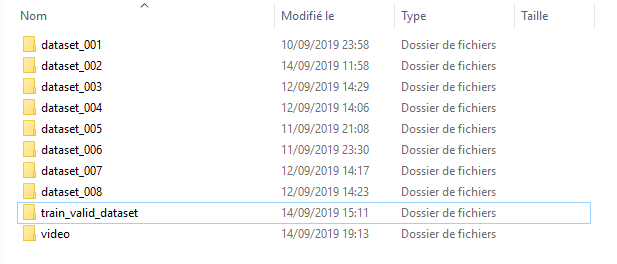 Nom Modifié le Type Taille
dataset_001 10/09/2019 23:58 Dossier de fichiers
dataset_002 14/09/2019 11:58 Dossier de fichiers
dataset_003 12/09/2019 14:29 Dossier de fichiers
dataset_004 12/09/2019 14:06 Dossier de fichiers
dataset_005 11/09/2019 21:08 Dossier de fichiers
dataset_006 11/09/2019 23:30 Dossier de fichiers
dataset_007 12/09/2019 14:17 Dossier de fichiers
dataset_008 12/09/2019 14:23 Dossier de fichiers
train_valid_dataset 14/09/2019 15:11 Dossier de fichiers
video 14/09/2019 19:13 Dossier de fichiers